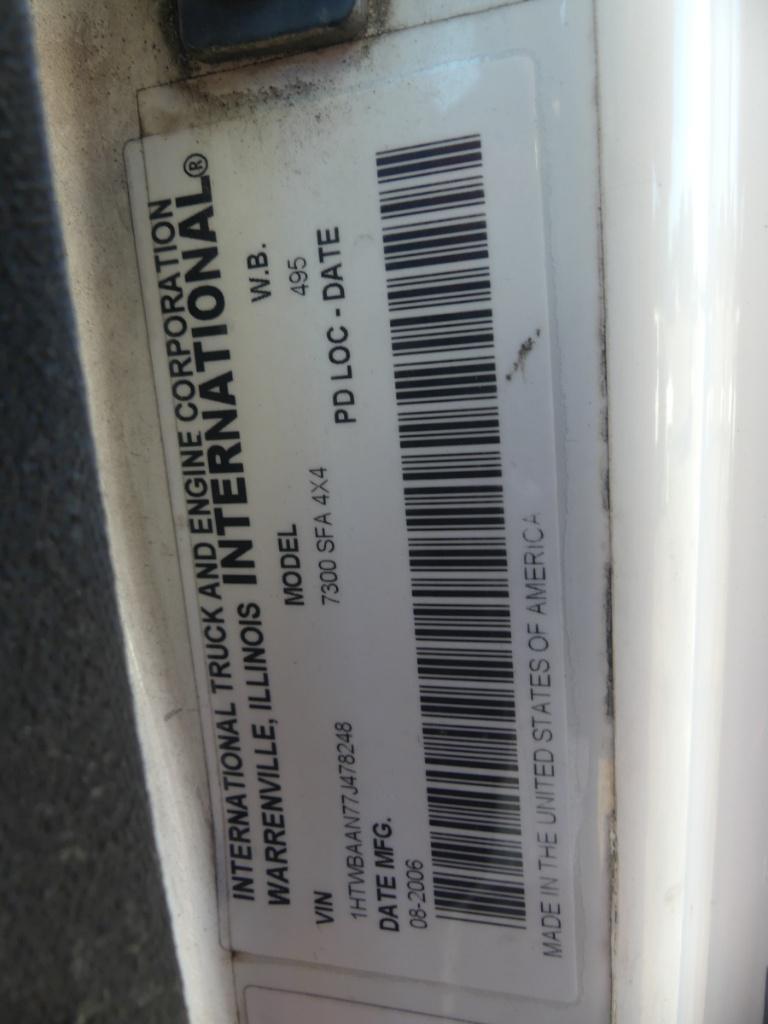 INTERNATIONAL TRUCK AND ENGINE CORPORATION
WARRENVILLE, ILLINOIS INTERNATIONAL®
VIN MODEL W.B.
1HTWBAAN77J478248 7300 SFA 4X4 495
DATE MFG. PD LOC - DATE
08-2006
MADE IN THE UNITED STATES OF AMERICA